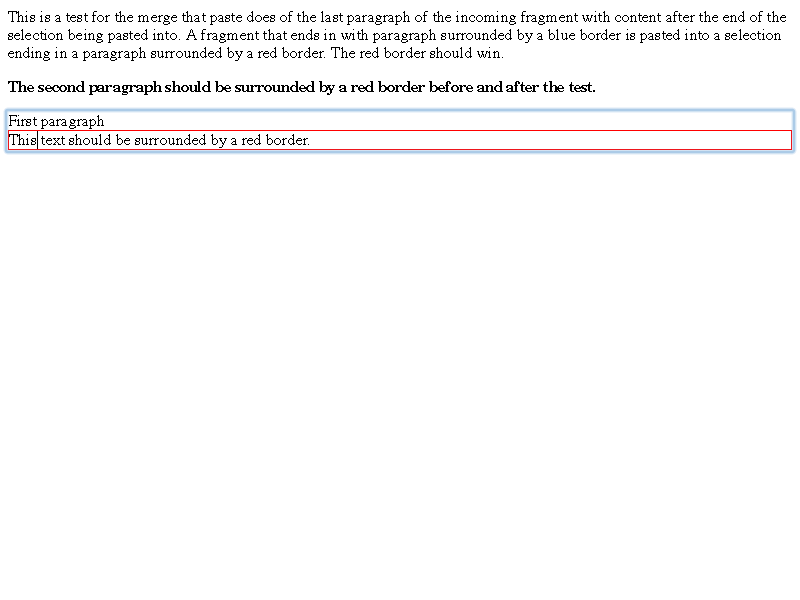 This is a test for the merge that paste does of the last paragraph of the incoming fragment with content after the end of the
selection being pasted into. A fragment that ends in with paragraph surrounded by a blue border is pasted into a selection
ending in a paragraph surrounded by a red border. The red border should win.
The second paragraph should be surrounded by a red border before and after the test.
First paragraph
This text should be surrounded by a red border.